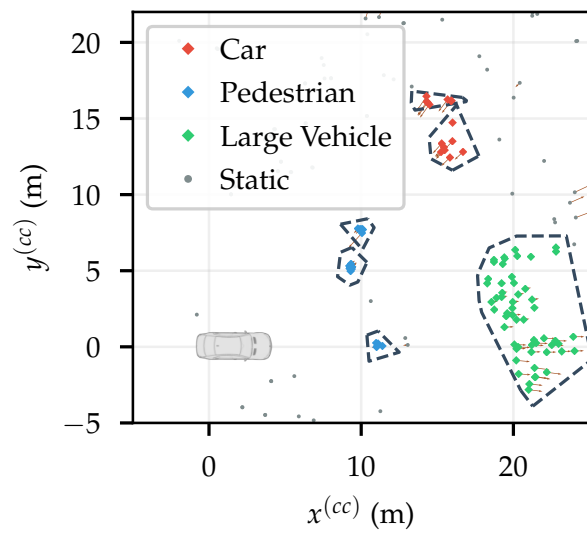 Car
Pedestrian
Large Vehicle
Static
20
15
10
5
0
−5
y^(cc) (m)
0
10
20
x^(cc) (m)